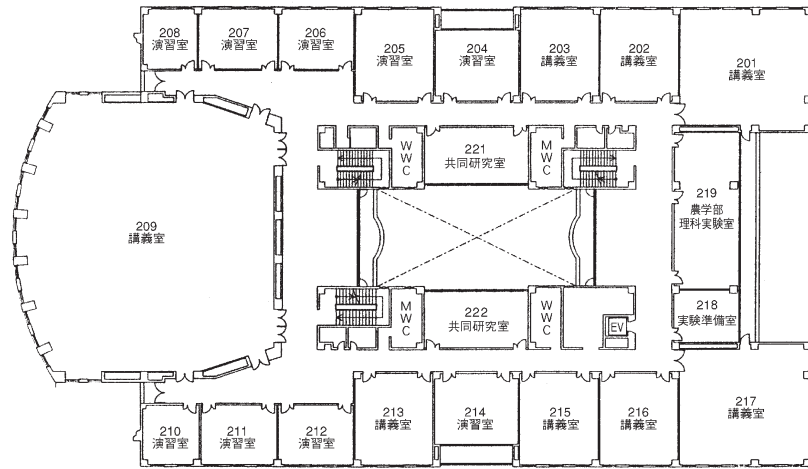 208
演習室
207
演習室
206
演習室
205
演習室
204
演習室
203
講義室
202
講義室
201
講義室
WWC
221
共同研究室
MWC
219
農学部
理科実験室
209
講義室
MWC
222
共同研究室
WWC
EV
218
実験準備室
210
演習室
211
演習室
212
演習室
213
講義室
214
演習室
215
講義室
216
講義室
217
講義室